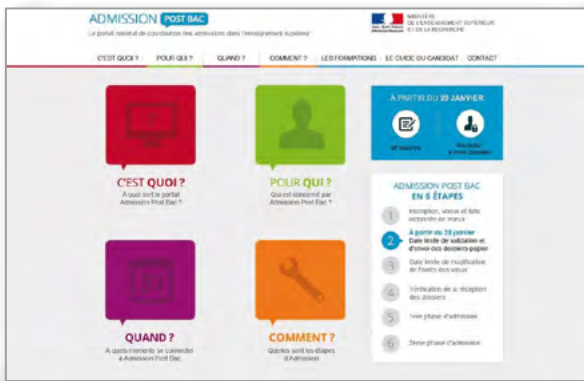 ADMISSION POST BAC
Le portail national de coordination des admissions dans l'enseignement supérieur
MINISTÈRE
DE L'ENSEIGNEMENT SUPÉRIEUR
ET DE LA RECHERCHE
C'EST QUOI ? POUR QUI ? QUAND ? COMMENT ? LES FORMATIONS LE GUIDE DU CANDIDAT CONTACT
C'EST QUOI ?
À quoi sert le portail
Admission Post Bac ?
POUR QUI ?
Qui est concerné par
Admission Post Bac ?
QUAND ?
À quels moments se connecter
à Admission Post Bac
COMMENT ?
Quelles sont les étapes
d'Admission
À PARTIR DU 20 JANVIER
S'inscrire
à mon dossier
ADMISSION POST BAC
EN 6 ÉTAPES
1 Inscription, voeux et liste
ordonnée de voeux
2 À partir du 20 janvier
Date limite de validation et
d'envoi des dossiers-papier
3 Date limite de modification
de l'ordre des voeux
4 Vérification de la réception
des dossiers
5 1ère phase d'admission
6 2ème phase d'admission